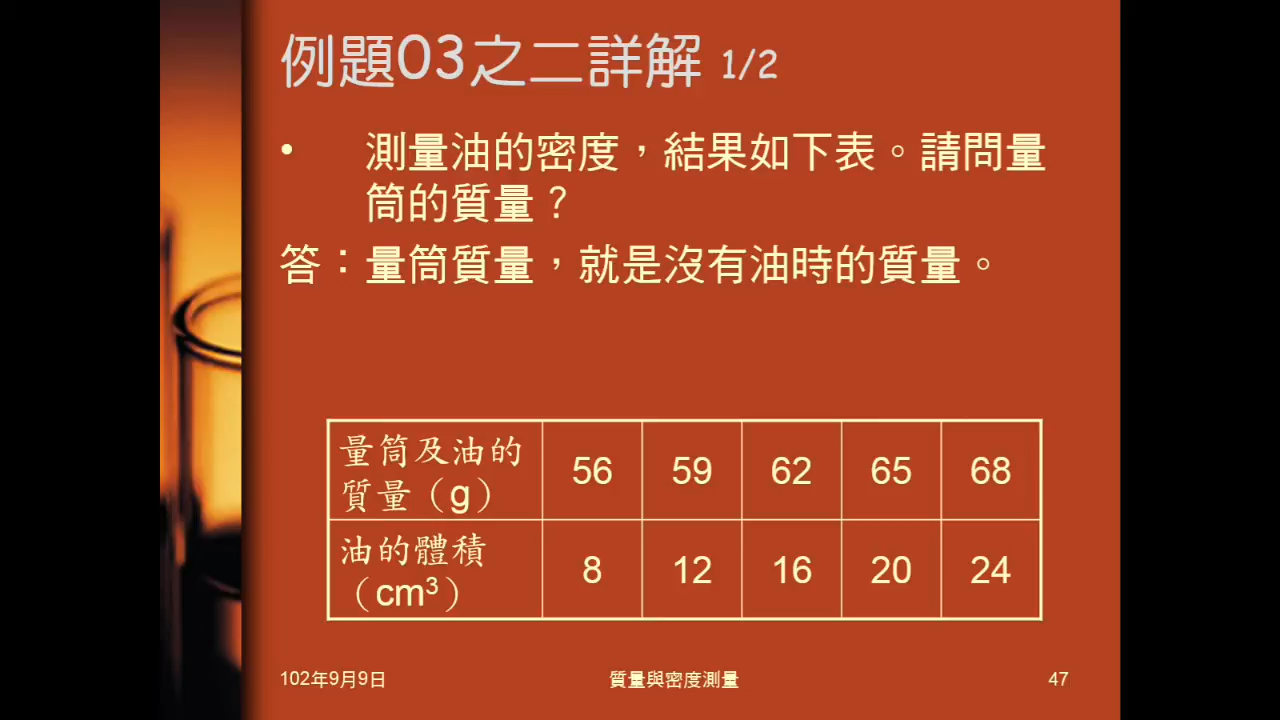 例題03之二詳解 1/2
• 測量油的密度，結果如下表。請問量
筒的質量？
答：量筒質量，就是沒有油時的質量。
量筒及油的 56 59 62 65 68
質量（g）
油的體積 8 12 16 20 24
（cm³）
102年9月9日 質量與密度測量 47